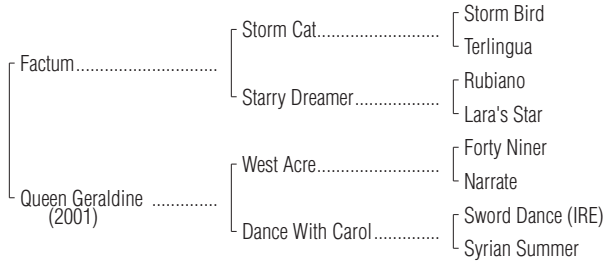 Storm Bird
Storm Cat....................
Terlingua
Factum............................
Rubiano
Starry Dreamer................
Lara's Star
Forty Niner
West Acre....................
Narrate
Queen Geraldine .............
(2001)
Sword Dance (IRE)
Dance With Carol.............
Syrian Summer